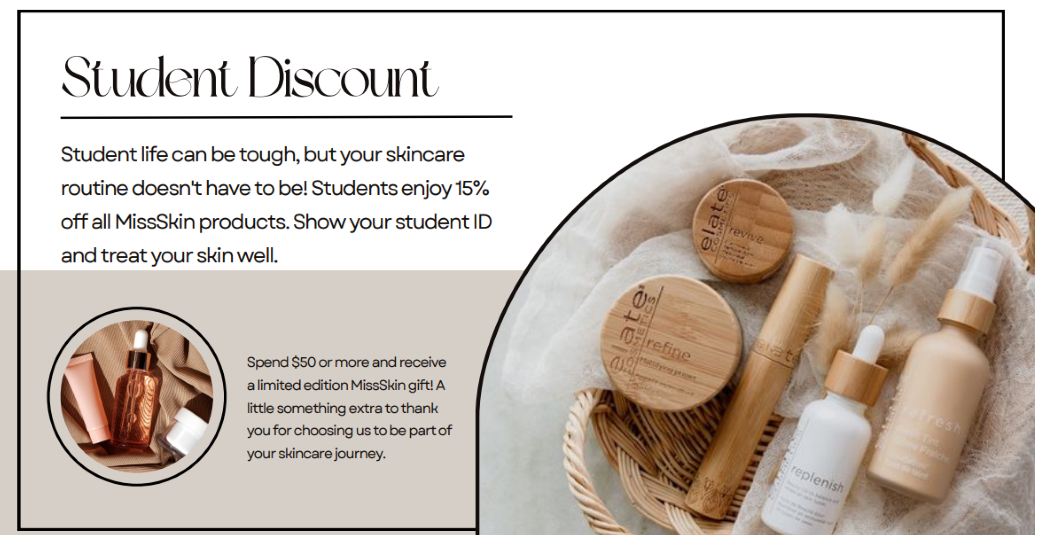 Student Discount
Student life can be tough, but your skincare
routine doesn't have to be! Students enjoy 15%
off all MissSkin products. Show your student ID
and treat your skin well.
Spend $50 or more and receive
a limited edition MissSkin gift! A
little something extra to thank
you for choosing us to be part of
your skincare journey.
elate
COSMETICS
revive
elate
COSMETICS
refine
elate
replenish
refresh